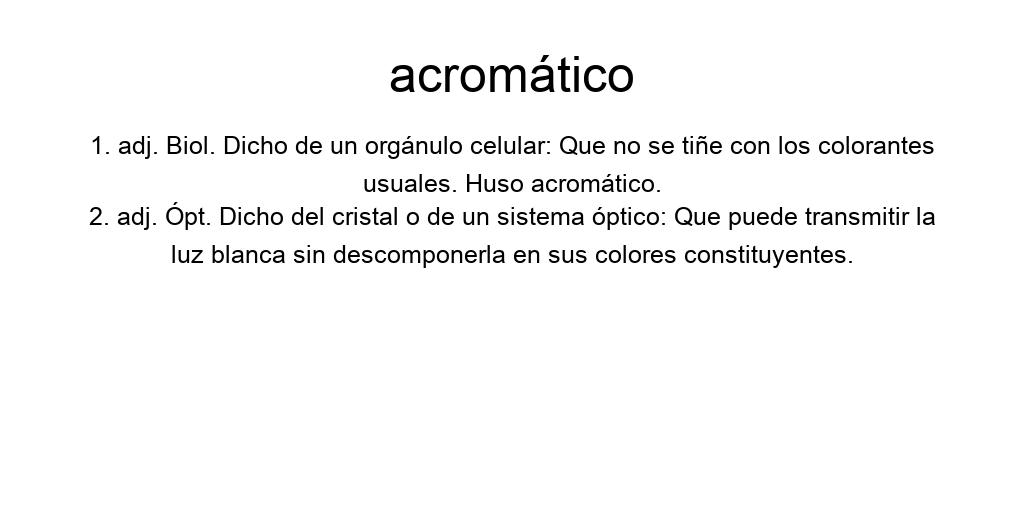 acromático
1. adj. Biol. Dicho de un orgánulo celular: Que no se tiñe con los colorantes
usuales. Huso acromático.
2. adj. Ópt. Dicho del cristal o de un sistema óptico: Que puede transmitir la
luz blanca sin descomponerla en sus colores constituyentes.